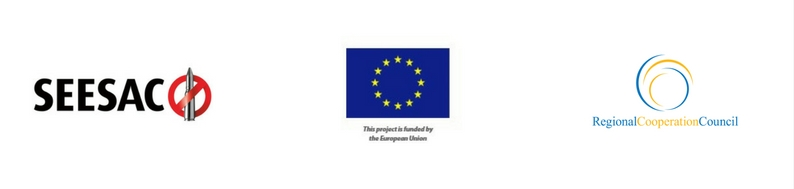 SEESAC
This project is funded by
the European Union
RegionalCooperationCouncil